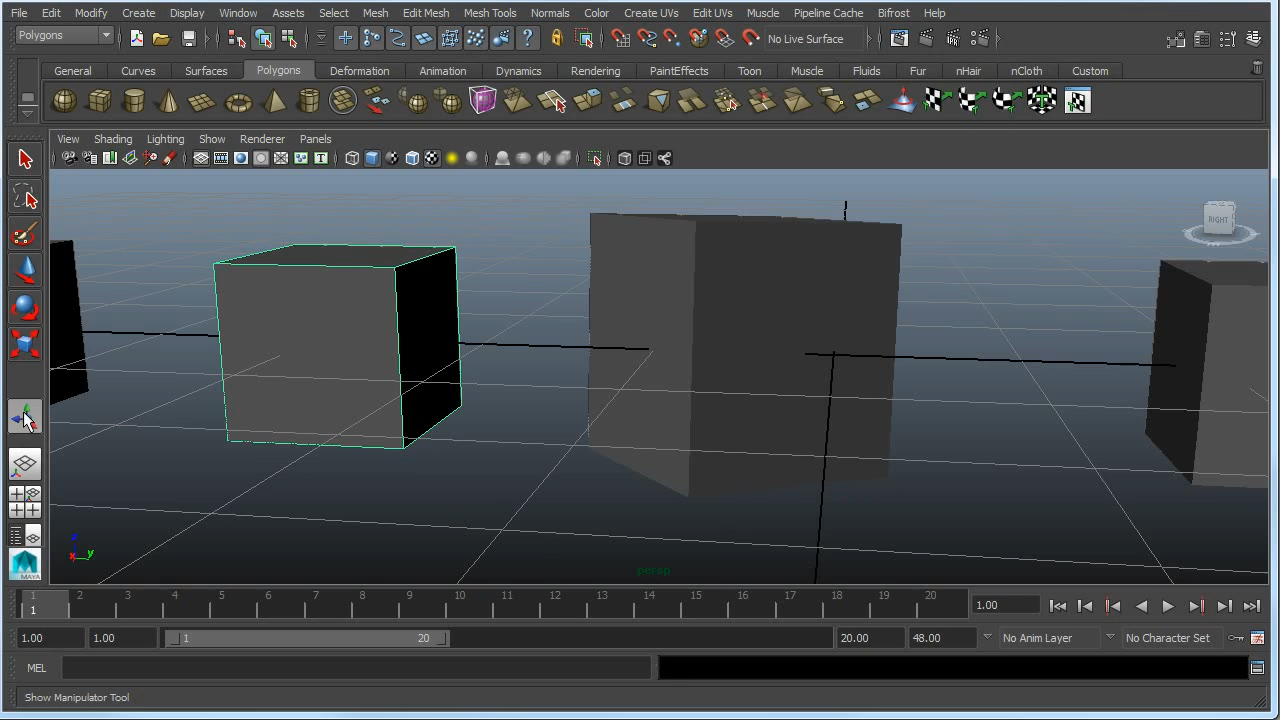 File Edit Modify Create Display Window Assets Select Mesh Edit Mesh Mesh Tools Normals Color Create UVs Edit UVs Muscle Pipeline Cache Bifrost Help
Polygons
No Live Surface
General Curves Surfaces Polygons Deformation Animation Dynamics Rendering PaintEffects Toon Muscle Fluids Fur nHair nCloth Custom
View Shading Lighting Show Renderer Panels
RIGHT
z
x y
persp
MAYA
1 2 3 4 5 6 7 8 9 10 11 12 13 14 15 16 17 18 19 20
1
1.00
1.00 1.00 1 20 20.00 48.00 No Anim Layer No Character Set
MEL
Show Manipulator Tool